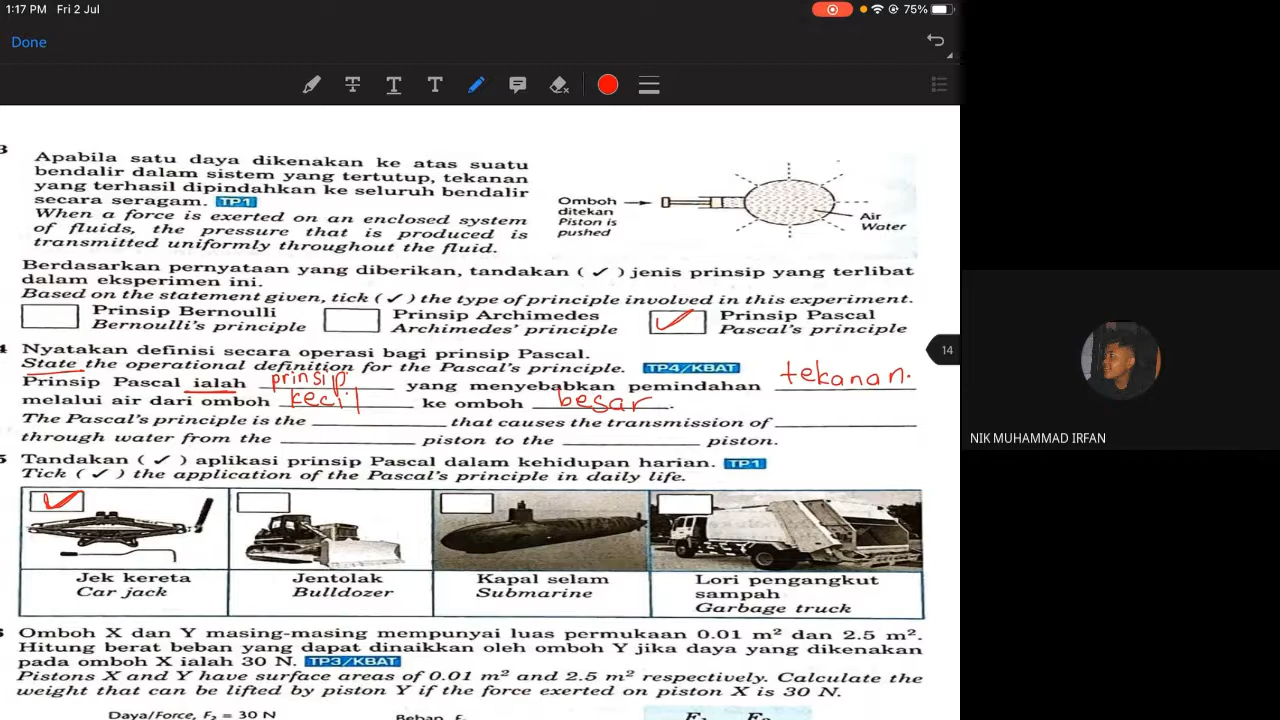 1:17 PM Fri 2 Jul
75%
Done
3 Apabila satu daya dikenakan ke atas suatu
bendalir dalam sistem yang tertutup, tekanan
yang terhasil dipindahkan ke seluruh bendalir
secara seragam. TP1
When a force is exerted on an enclosed system
of fluids, the pressure that is produced is
transmitted uniformly throughout the fluid.
Omboh
ditekan
Piston is
pushed
Air
Water
Berdasarkan pernyataan yang diberikan, tandakan ( ✓ ) jenis prinsip yang terlibat
dalam eksperimen ini.
Based on the statement given, tick ( ✓ ) the type of principle involved in this experiment.
Prinsip Bernoulli
Bernoulli's principle
Prinsip Archimedes
Archimedes' principle
Prinsip Pascal
Pascal's principle
4 Nyatakan definisi secara operasi bagi prinsip Pascal.
State the operational definition for the Pascal's principle. TP4/KBAT
Prinsip Pascal ialah prinsip yang menyebabkan pemindahan tekanan.
melalui air dari omboh kecil ke omboh besar.
The Pascal's principle is the ____ that causes the transmission of ____
through water from the ____ piston to the ____ piston.
5 Tandakan ( ✓ ) aplikasi prinsip Pascal dalam kehidupan harian. TP1
Tick ( ✓ ) the application of the Pascal's principle in daily life.
Jek kereta
Car jack
Jentolak
Bulldozer
Kapal selam
Submarine
Lori pengangkut
sampah
Garbage truck
6 Omboh X dan Y masing-masing mempunyai luas permukaan 0.01 m² dan 2.5 m².
Hitung berat beban yang dapat dinaikkan oleh omboh Y jika daya yang dikenakan
pada omboh X ialah 30 N. TP3/KBAT
Pistons X and Y have surface areas of 0.01 m² and 2.5 m² respectively. Calculate the
weight that can be lifted by piston Y if the force exerted on piston X is 30 N.
Daya/Force, F₂ = 30 N
14
NIK MUHAMMAD IRFAN